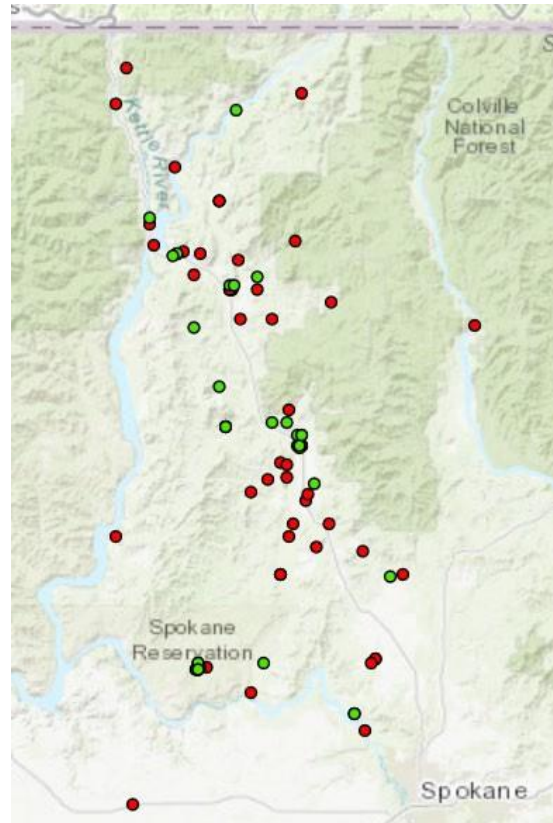 S
S
Kettle River
Colville
National
Forest
Spokane
Reservation
Spokane